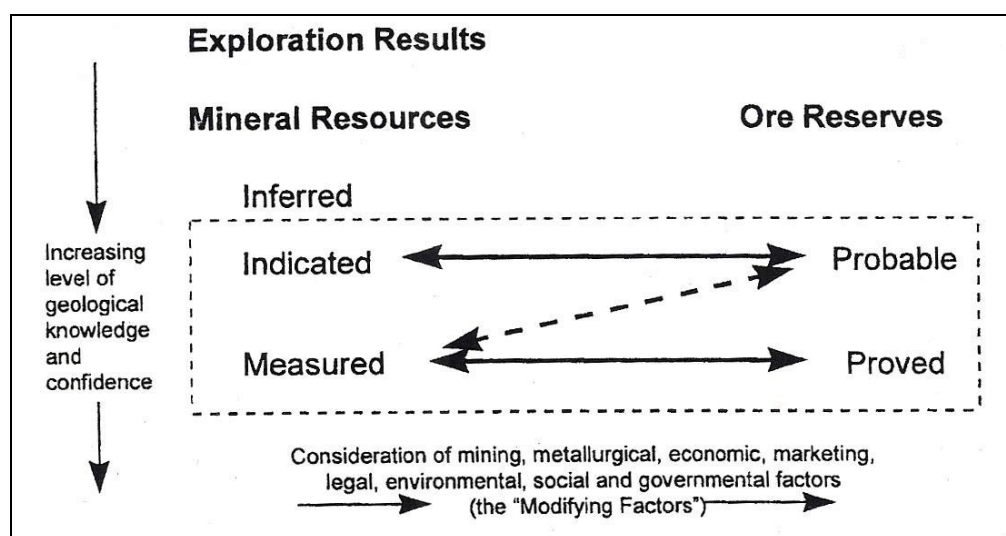 Exploration Results
Mineral Resources
Ore Reserves
Inferred
Indicated
Probable
Measured
Proved
Increasing
level of
geological
knowledge
and
confidence
Consideration of mining, metallurgical, economic, marketing,
legal, environmental, social and governmental factors
(the "Modifying Factors")